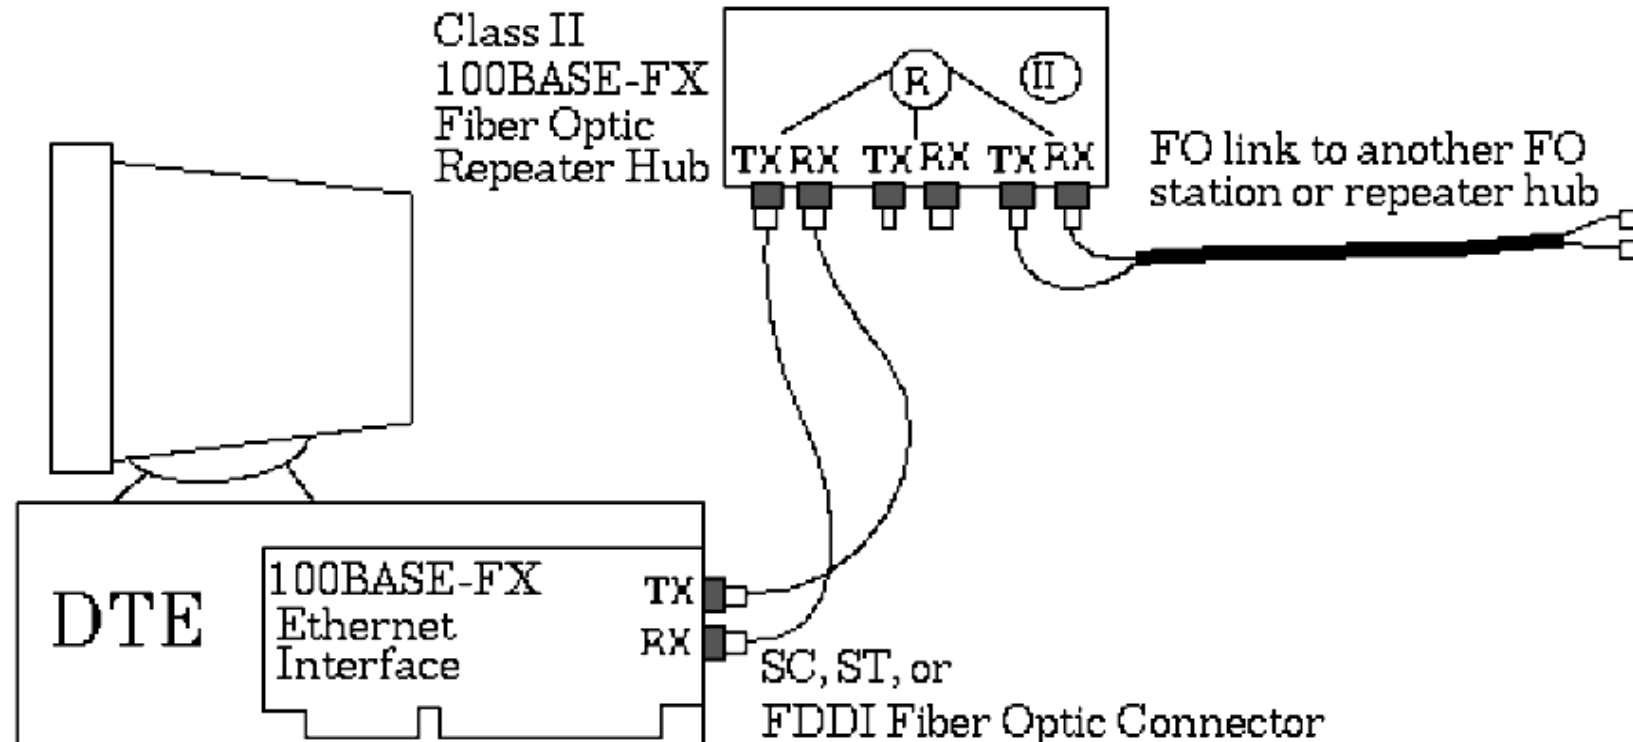 Class II
100BASE-FX
Fiber Optic
Repeater Hub
R
II
TX RX TX RX TX RX
FO link to another FO
station or repeater hub
DTE
100BASE-FX
Ethernet
Interface
TX
RX
SC, ST, or
FDDI Fiber Optic Connector